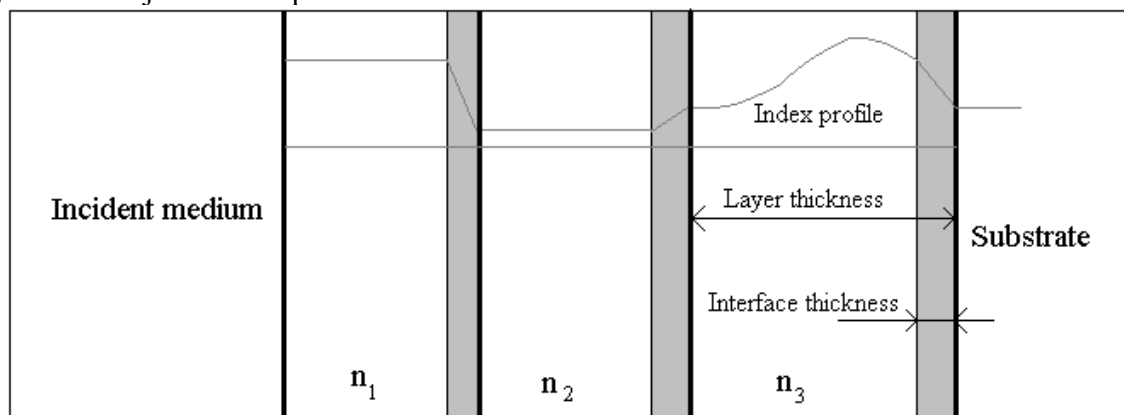 Index profile
Incident medium
Layer thickness
Substrate
Interface thickness
n₁
n₂
n₃